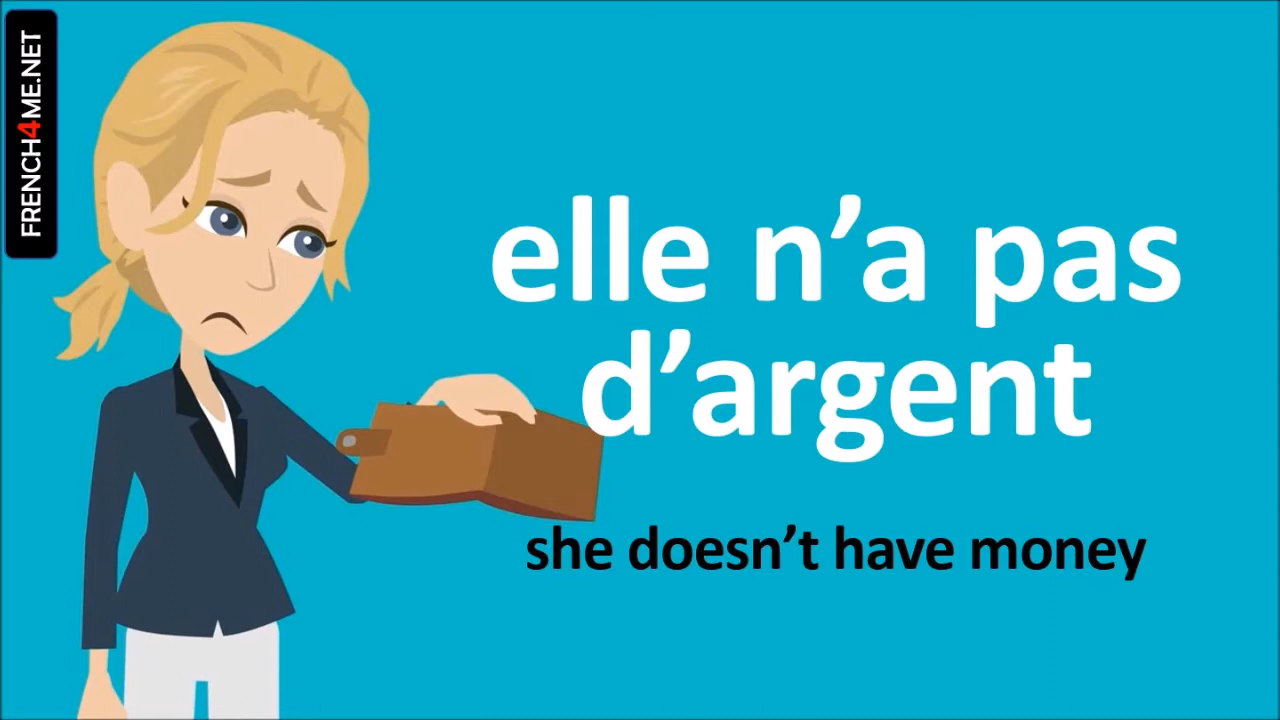 FRENCH4ME.NET
elle n’a pas
d’argent
she doesn’t have money